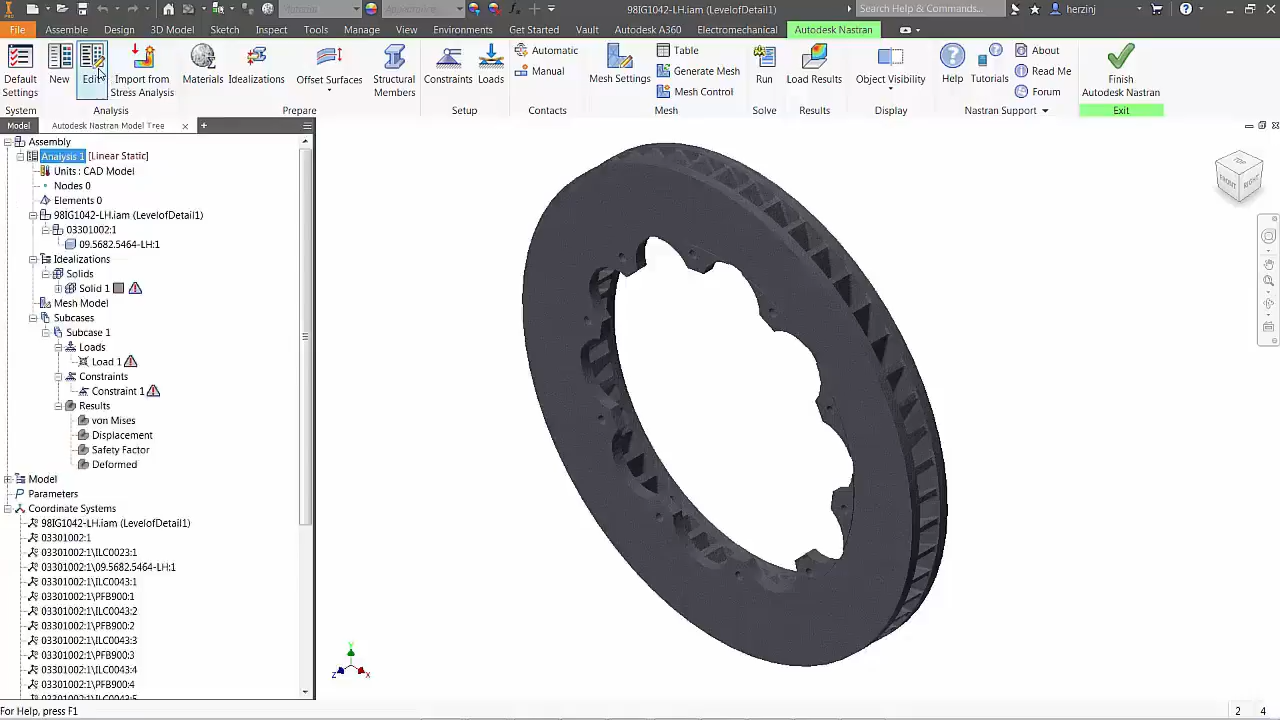 98IG1042-LH.iam (LevelofDetail1)
Search Help & Commands...
herzinj
File
Assembly
Design
3D Model
Sketch
Inspect
Tools
Manage
View
Environments
Get Started
Vault
Autodesk A360
Electromechanical
Autodesk Nastran
Default Settings
New
Edit
Import from Stress Analysis
Materials
Idealizations
Offset Surfaces
Structural Members
Constraints
Loads
Automatic
Manual
Mesh Settings
Table
Generate Mesh
Mesh Control
Run
Load Results
Object Visibility
Help
Tutorials
About
Read Me
Forum
Finish Autodesk Nastran
System
Analysis
Prepare
Setup
Contacts
Mesh
Solve
Results
Display
Nastran Support
Exit
Model
Autodesk Nastran Model Tree
Assembly
Analysis 1 [Linear Static]
Units : CAD Model
Nodes 0
Elements 0
98IG1042-LH.iam (LevelofDetail1)
03301002:1
09.5682.5464-LH:1
Idealizations
Solids
Solid 1
Mesh Model
Subcases
Subcase 1
Loads
Load 1
Constraints
Constraint 1
Results
von Mises
Displacement
Safety Factor
Deformed
Model
Parameters
Coordinate Systems
98IG1042-LH.iam (LevelofDetail1)
03301002:1
03301002:1\ILC0023:1
03301002:1\09.5682.5464-LH:1
03301002:1\ILC0043:1
03301002:1\PFB900:1
03301002:1\ILC0043:2
03301002:1\PFB900:2
03301002:1\ILC0043:3
03301002:1\PFB900:3
03301002:1\ILC0043:4
03301002:1\PFB900:4
03301002:1\ILC0043:5
TOP
FRONT
RIGHT
Y
Z
X
For Help, press F1
2 4